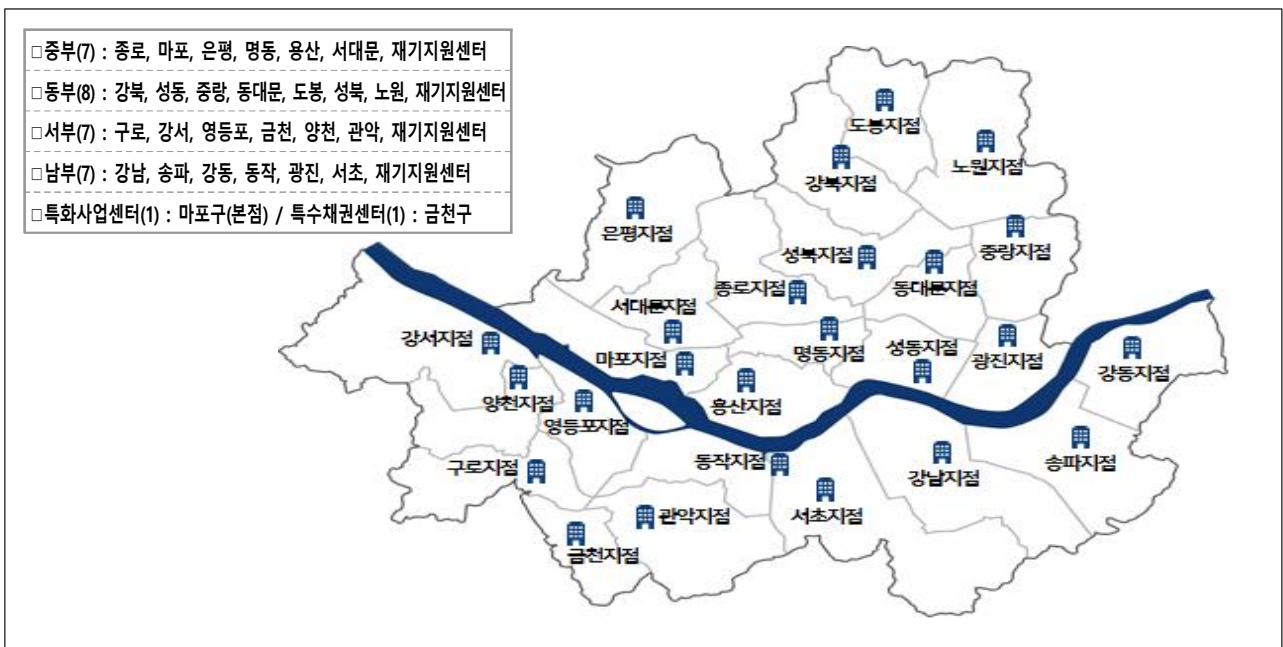 □중부(7) : 종로, 마포, 은평, 명동, 용산, 서대문, 재기지원센터
□동부(8) : 강북, 성동, 중랑, 동대문, 도봉, 성북, 노원, 재기지원센터
□서부(7) : 구로, 강서, 영등포, 금천, 양천, 관악, 재기지원센터
□남부(7) : 강남, 송파, 강동, 동작, 광진, 서초, 재기지원센터
□특화사업센터(1) : 마포구(본점) / 특수채권센터(1) : 금천구
도봉지점
노원지점
강북지점
은평지점
성북지점
중랑지점
동대문지점
종로지점
서대문지점
강서지점
마포지점
명동지점
성동지점
광진지점
강동지점
양천지점
용산지점
영등포지점
구로지점
동작지점
강남지점
송파지점
관악지점
서초지점
금천지점